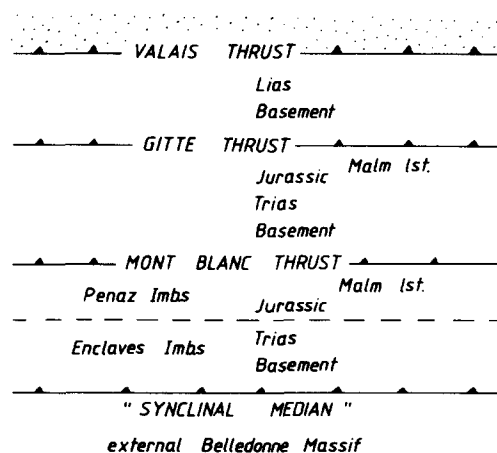 VALAIS THRUST
Lias
Basement
GITTE THRUST
Malm lst.
Jurassic
Trias
Basement
MONT BLANC THRUST
Malm lst.
Penaz Imbs
Jurassic
Enclaves Imbs
Trias
Basement
" SYNCLINAL MEDIAN "
external Belledonne Massif